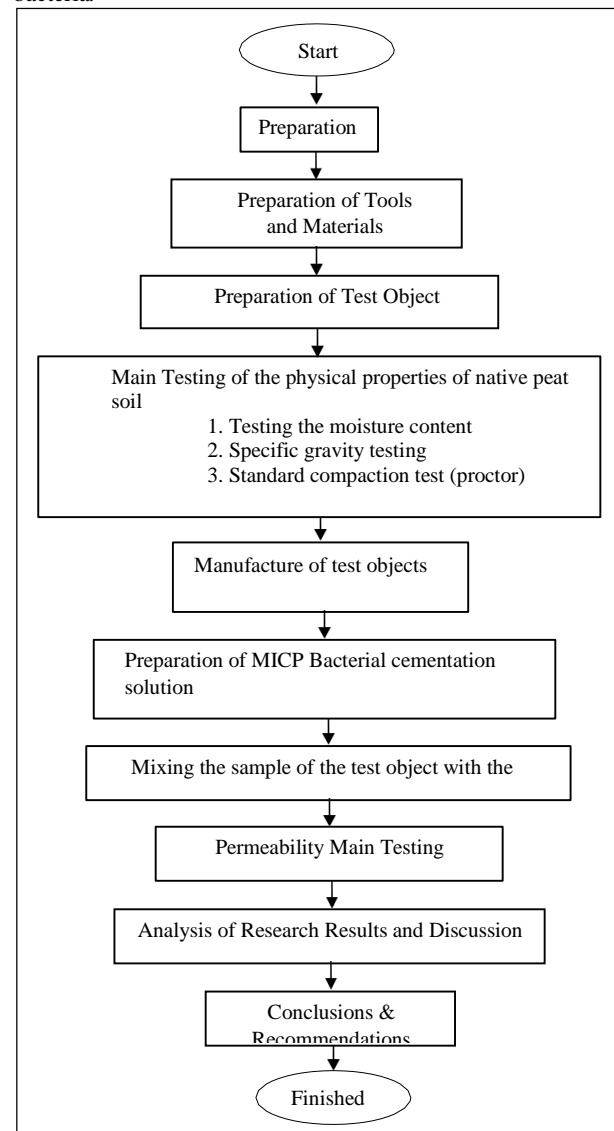 Start
Preparation
Preparation of Tools
and Materials
Preparation of Test Object
Main Testing of the physical properties of native peat
soil
1. Testing the moisture content
2. Specific gravity testing
3. Standard compaction test (proctor)
Manufacture of test objects
Preparation of MICP Bacterial cementation
solution
Mixing the sample of the test object with the
Permeability Main Testing
Analysis of Research Results and Discussion
Conclusions &
Recommendations
Finished